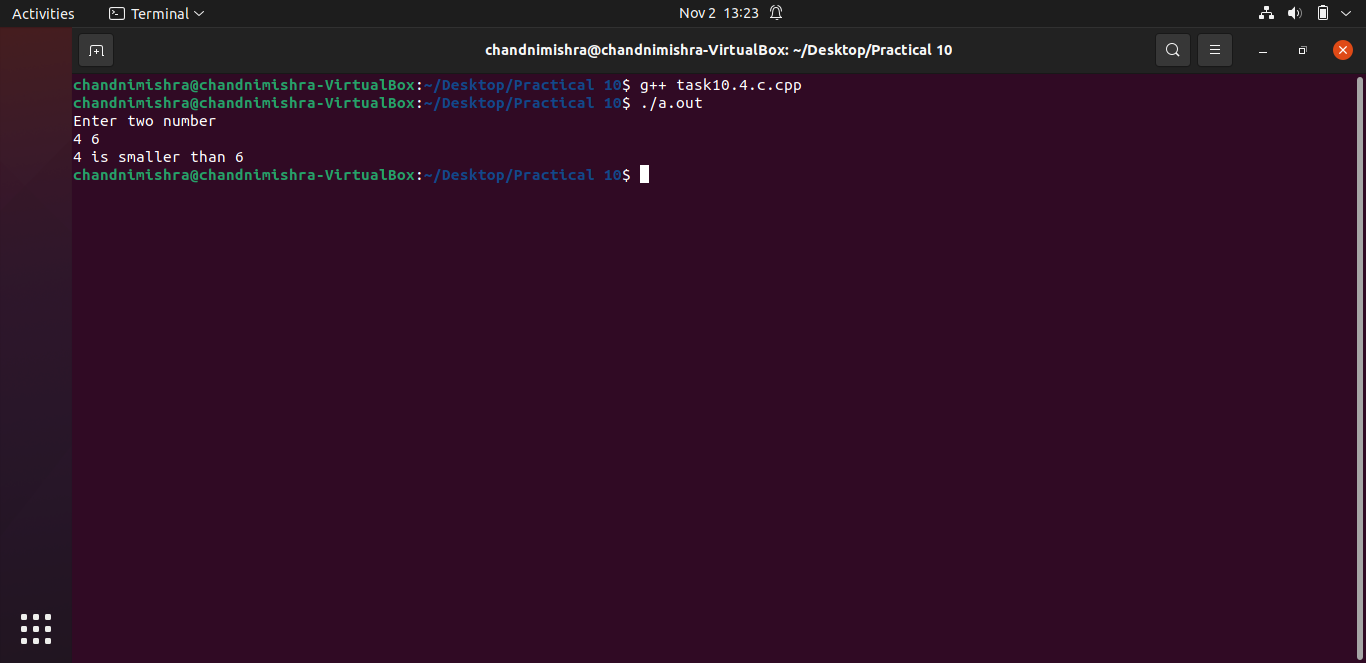 Activities Terminal Nov 2 13:23
chandnimishra@chandnimishra-VirtualBox: ~/Desktop/Practical 10
chandnimishra@chandnimishra-VirtualBox:~/Desktop/Practical 10$ g++ task10.4.c.cpp
chandnimishra@chandnimishra-VirtualBox:~/Desktop/Practical 10$ ./a.out
Enter two number
4 6
4 is smaller than 6
chandnimishra@chandnimishra-VirtualBox:~/Desktop/Practical 10$